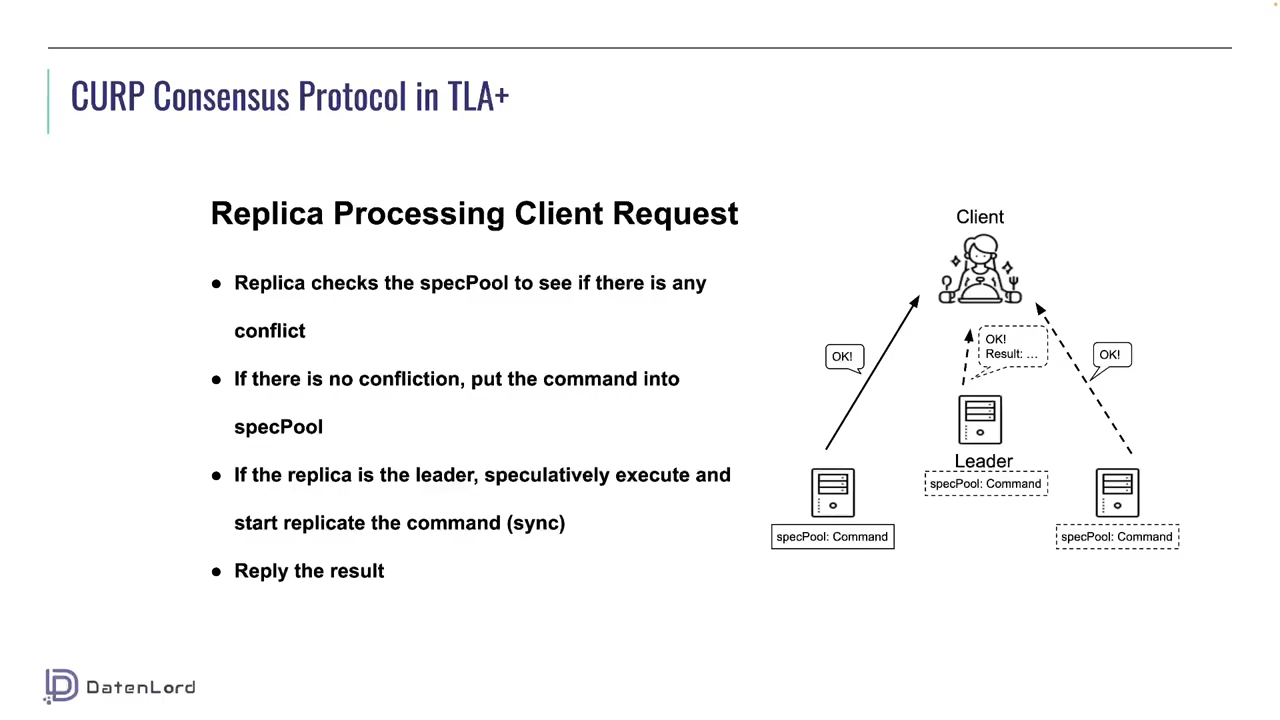 CURP Consensus Protocol in TLA+
Replica Processing Client Request
● Replica checks the specPool to see if there is any
conflict
● If there is no confliction, put the command into
specPool
● If the replica is the leader, speculatively execute and
start replicate the command (sync)
● Reply the result
Client
OK!
OK!
Result: ...
OK!
Leader
specPool: Command
specPool: Command
specPool: Command
DatenLord